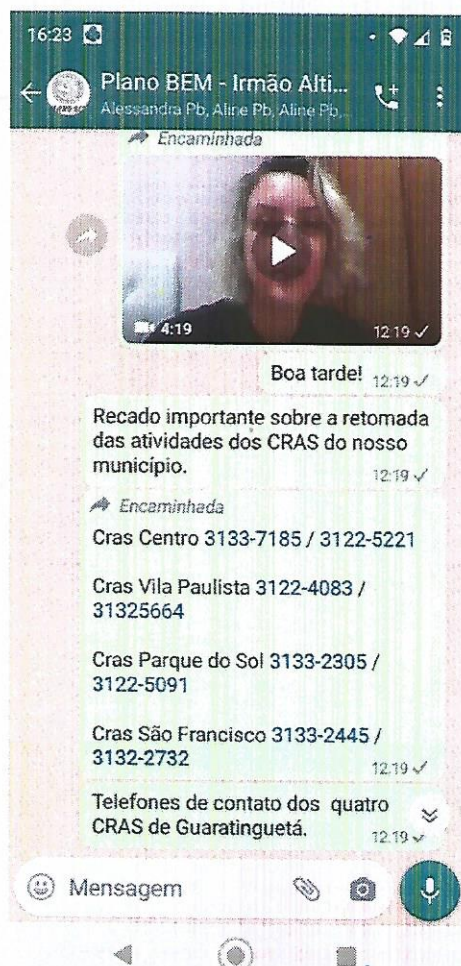 16:23
Plano BEM - Irmão Alti...
Alessandra Pb, Aline Pb, Aline Pb,...
Encaminhada
4:19
12:19
Boa tarde!
12:19
Recado importante sobre a retomada
das atividades dos CRAS do nosso
município.
12:19
Encaminhada
Cras Centro 3133-7185 / 3122-5221
Cras Vila Paulista 3122-4083 /
31325664
Cras Parque do Sol 3133-2305 /
3122-5091
Cras São Francisco 3133-2445 /
3132-2732
12:19
Telefones de contato dos quatro
CRAS de Guaratinguetá.
12:19
Mensagem